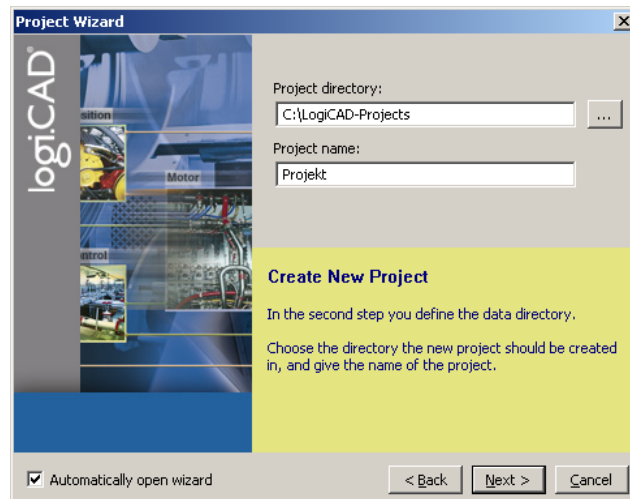 Project Wizard
logi.CAD
sition
Motor
ntrol
Project directory:
C:\LogiCAD-Projects
...
Project name:
Projekt
Create New Project
In the second step you define the data directory.
Choose the directory the new project should be created
in, and give the name of the project.
Automatically open wizard
< Back
Next >
Cancel